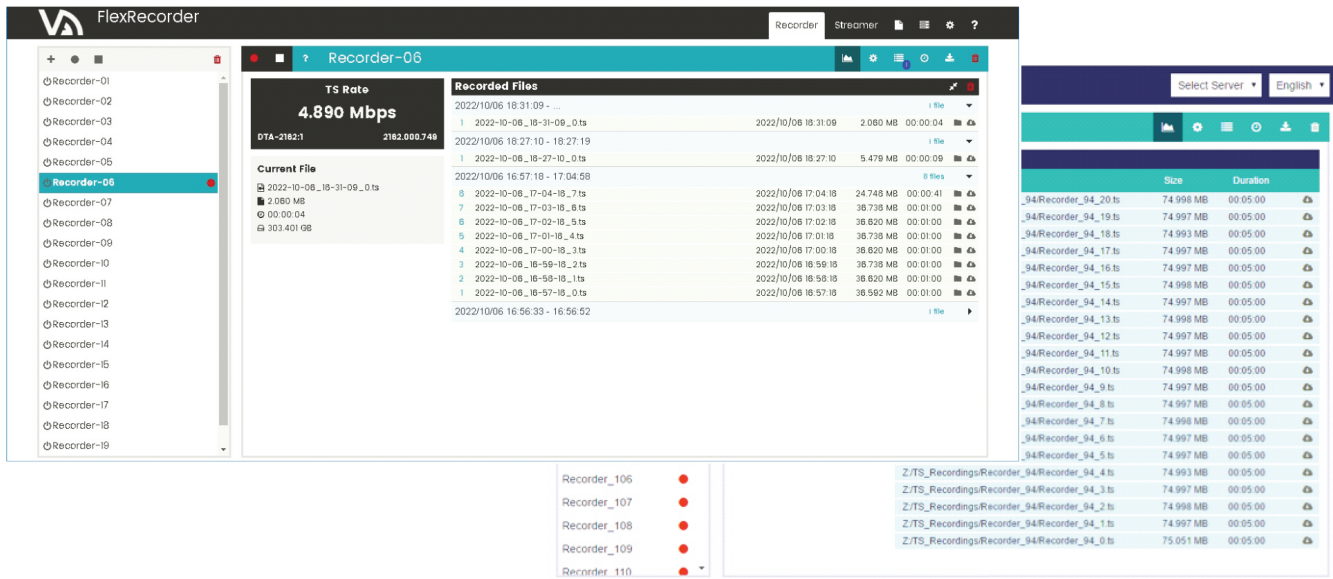 FlexRecorder
Recorder Streamer ?
? Recorder-06
Recorder-01
Recorder-02
Recorder-03
Recorder-04
Recorder-05
Recorder-06
Recorder-07
Recorder-08
Recorder-09
Recorder-10
Recorder-11
Recorder-12
Recorder-13
Recorder-14
Recorder-15
Recorder-16
Recorder-17
Recorder-18
Recorder-19
TS Rate
4.890 Mbps
DTA-2162:1 2162.000.749
Current File
2022-10-06_18-31-09_0.ts
2.060 MB
00:00:04
303.401 GB
Recorded Files
2022/10/06 18:31:09 - ... 1 file
1 2022-10-06_18-31-09_0.ts 2022/10/06 18:31:09 2.060 MB 00:00:04
2022/10/06 18:27:10 - 18:27:19 1 file
1 2022-10-06_18-27-10_0.ts 2022/10/06 18:27:10 5.479 MB 00:00:09
2022/10/06 16:57:18 - 17:04:58 8 files
8 2022-10-06_17-04-18_7.ts 2022/10/06 17:04:18 24.746 MB 00:00:41
7 2022-10-06_17-03-18_6.ts 2022/10/06 17:03:18 36.736 MB 00:01:00
6 2022-10-06_17-02-18_5.ts 2022/10/06 17:02:18 36.620 MB 00:01:00
5 2022-10-06_17-01-18_4.ts 2022/10/06 17:01:18 36.736 MB 00:01:00
4 2022-10-06_17-00-18_3.ts 2022/10/06 17:00:18 36.620 MB 00:01:00
3 2022-10-06_16-59-18_2.ts 2022/10/06 16:59:18 36.736 MB 00:01:00
2 2022-10-06_16-58-18_1.ts 2022/10/06 16:58:18 36.620 MB 00:01:00
1 2022-10-06_16-57-18_0.ts 2022/10/06 16:57:18 36.592 MB 00:01:00
2022/10/06 16:56:33 - 16:56:52 1 file
Select Server English
Size Duration
_94/Recorder_94_20.ts 74.998 MB 00:05:00
_94/Recorder_94_19.ts 74.997 MB 00:05:00
_94/Recorder_94_18.ts 74.993 MB 00:05:00
_94/Recorder_94_17.ts 74.997 MB 00:05:00
_94/Recorder_94_16.ts 74.997 MB 00:05:00
_94/Recorder_94_15.ts 74.998 MB 00:05:00
_94/Recorder_94_14.ts 74.997 MB 00:05:00
_94/Recorder_94_13.ts 74.998 MB 00:05:00
_94/Recorder_94_12.ts 74.997 MB 00:05:00
_94/Recorder_94_11.ts 74.997 MB 00:05:00
_94/Recorder_94_10.ts 74.998 MB 00:05:00
_94/Recorder_94_9.ts 74.997 MB 00:05:00
_94/Recorder_94_8.ts 74.997 MB 00:05:00
_94/Recorder_94_7.ts 74.998 MB 00:05:00
_94/Recorder_94_6.ts 74.997 MB 00:05:00
_94/Recorder_94_5.ts 74.997 MB 00:05:00
Z:/TS_Recordings/Recorder_94/Recorder_94_4.ts 74.993 MB 00:05:00
Z:/TS_Recordings/Recorder_94/Recorder_94_3.ts 74.997 MB 00:05:00
Z:/TS_Recordings/Recorder_94/Recorder_94_2.ts 74.998 MB 00:05:00
Z:/TS_Recordings/Recorder_94/Recorder_94_1.ts 74.997 MB 00:05:00
Z:/TS_Recordings/Recorder_94/Recorder_94_0.ts 75.051 MB 00:05:00
Recorder_106
Recorder_107
Recorder_108
Recorder_109
Recorder_110